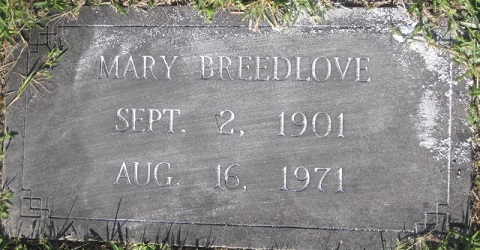 MARY BREEDLOVE
SEPT. 2, 1901
AUG. 16, 1971